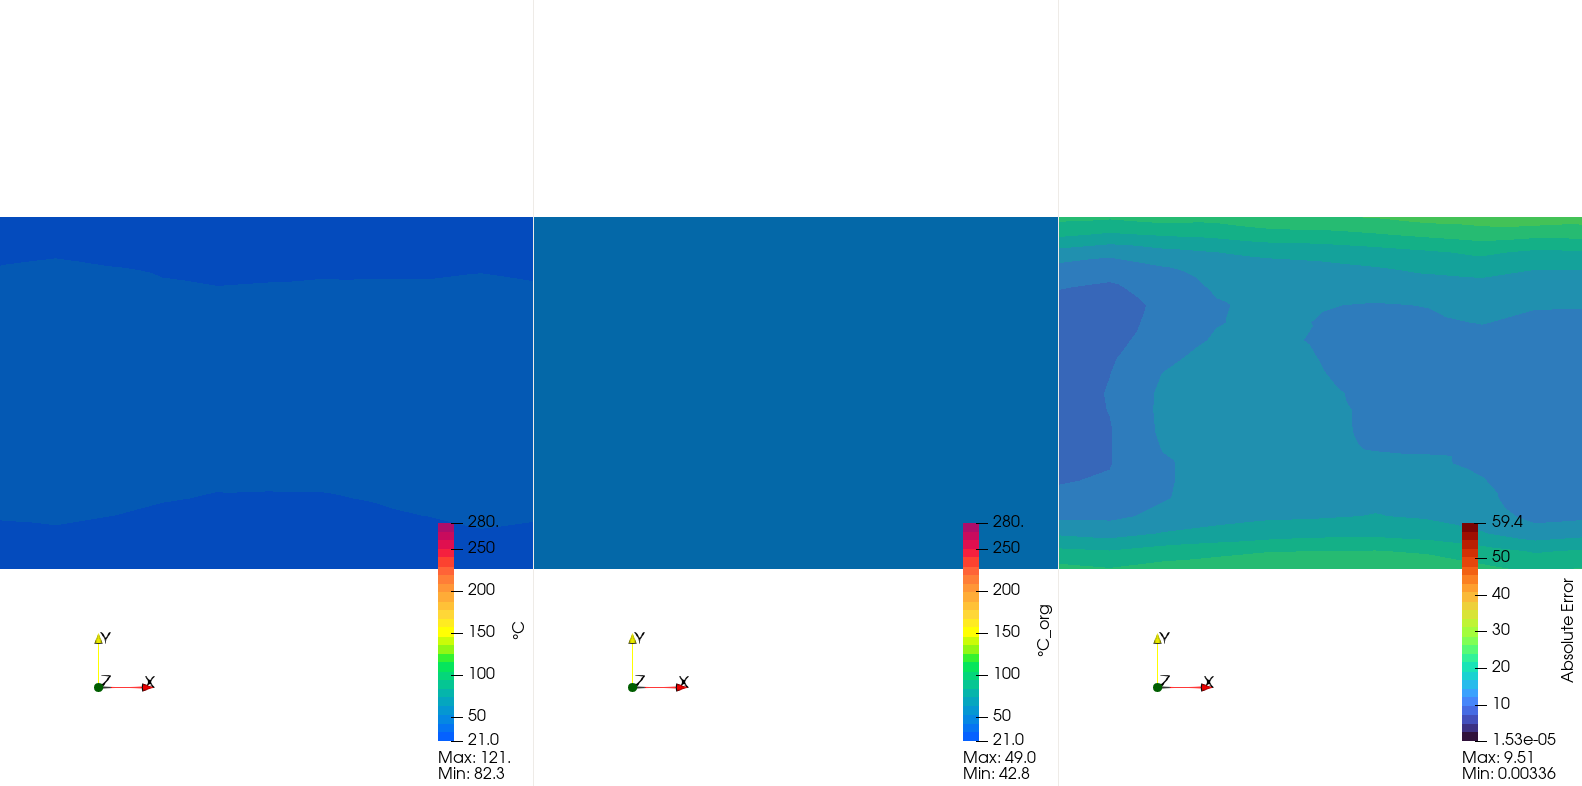 280.
250
200
150
100
50
21.0
°C
Max: 121.
Min: 82.3
Y
Z
X
280.
250
200
150
100
50
21.0
°C_org
Max: 49.0
Min: 42.8
Y
Z
X
59.4
50
40
30
20
10
1.53e-05
Absolute Error
Max: 9.51
Min: 0.00336
Y
Z
X